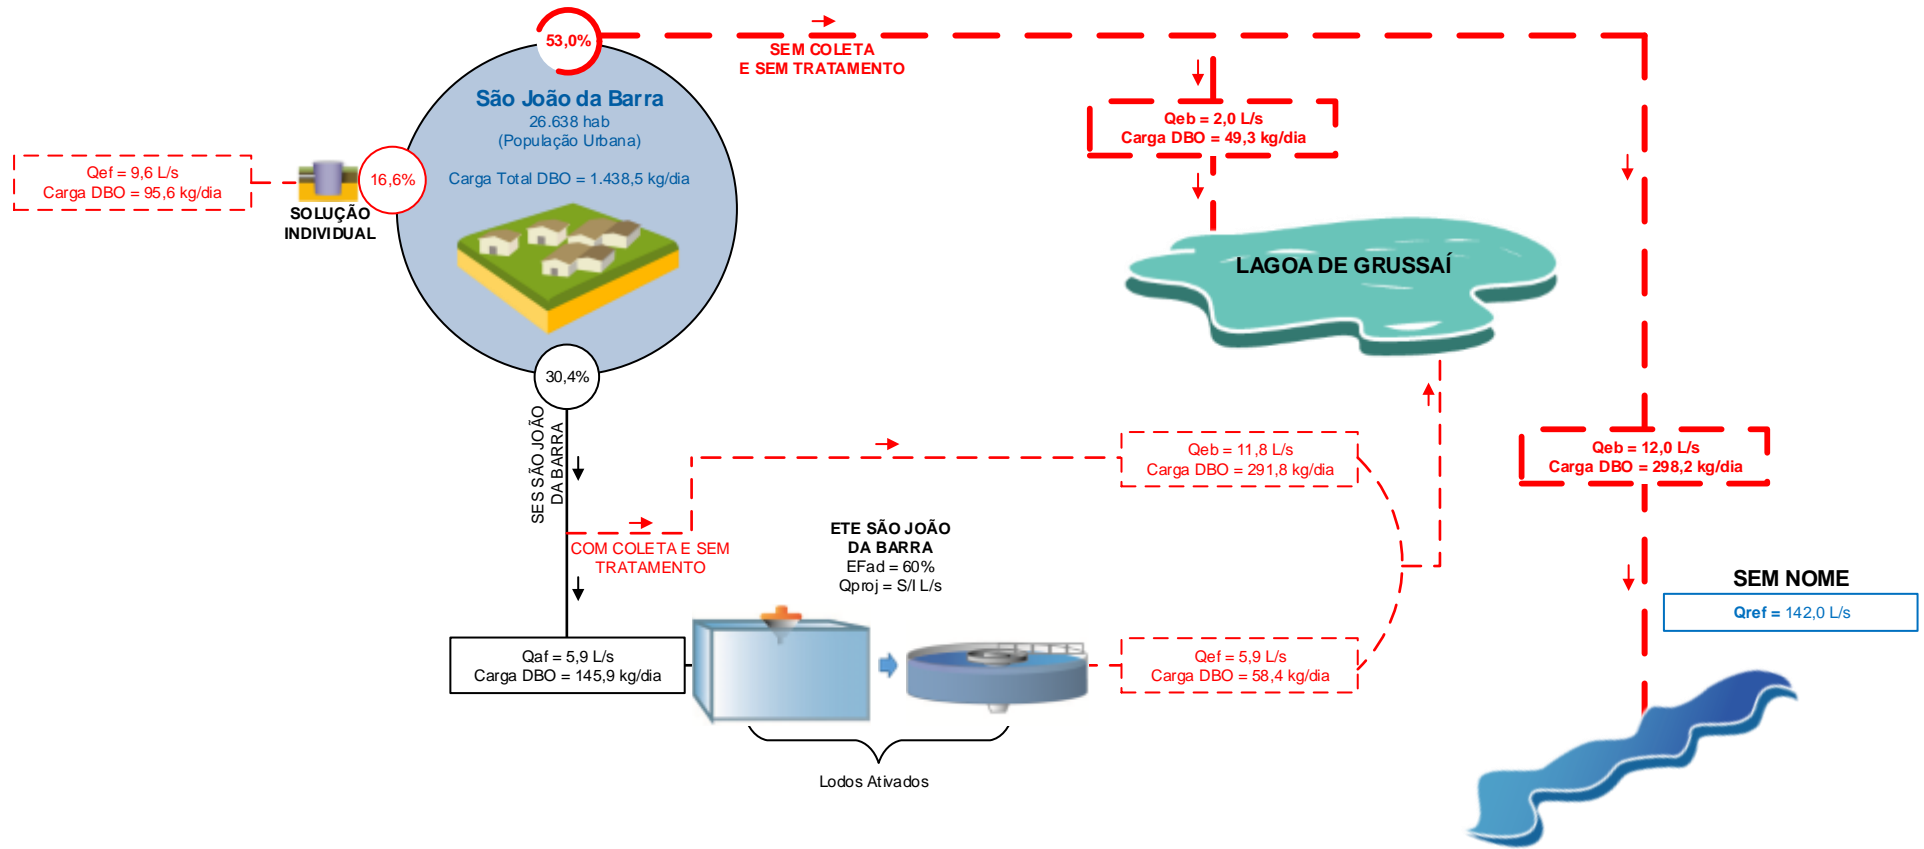 53,0%
SEM COLETA
E SEM TRATAMENTO
São João da Barra
26.638 hab
(População Urbana)
Carga Total DBO = 1.438,5 kg/dia
Qeb = 2,0 L/s
Carga DBO = 49,3 kg/dia
Qef = 9,6 L/s
Carga DBO = 95,6 kg/dia
16,6%
SOLUÇÃO
INDIVIDUAL
LAGOA DE GRUSSAÍ
30,4%
SES SÃO JOÃO
DA BARRA
Qeb = 11,8 L/s
Carga DBO = 291,8 kg/dia
Qeb = 12,0 L/s
Carga DBO = 298,2 kg/dia
COM COLETA E SEM
TRATAMENTO
ETE SÃO JOÃO
DA BARRA
EFad = 60%
Qproj = S/I L/s
SEM NOME
Qref = 142,0 L/s
Qaf = 5,9 L/s
Carga DBO = 145,9 kg/dia
Qef = 5,9 L/s
Carga DBO = 58,4 kg/dia
Lodos Ativados